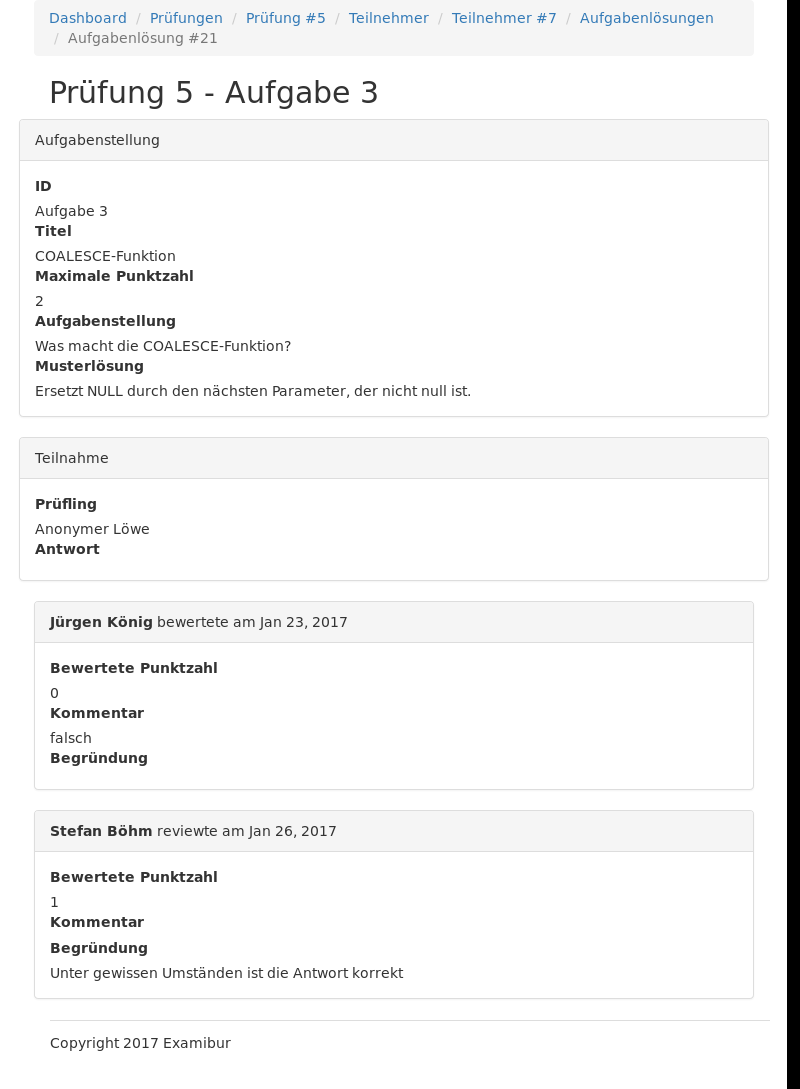 Dashboard / Prüfungen / Prüfung #5 / Teilnehmer / Teilnehmer #7 / Aufgabenlösungen
/ Aufgabenlösung #21
Prüfung 5 - Aufgabe 3
Aufgabenstellung
ID
Aufgabe 3
Titel
COALESCE-Funktion
Maximale Punktzahl
2
Aufgabenstellung
Was macht die COALESCE-Funktion?
Musterlösung
Ersetzt NULL durch den nächsten Parameter, der nicht null ist.
Teilnahme
Prüfling
Anonymer Löwe
Antwort
Jürgen König bewertete am Jan 23, 2017
Bewertete Punktzahl
0
Kommentar
falsch
Begründung
Stefan Böhm reviewte am Jan 26, 2017
Bewertete Punktzahl
1
Kommentar
Begründung
Unter gewissen Umständen ist die Antwort korrekt
Copyright 2017 Examibur